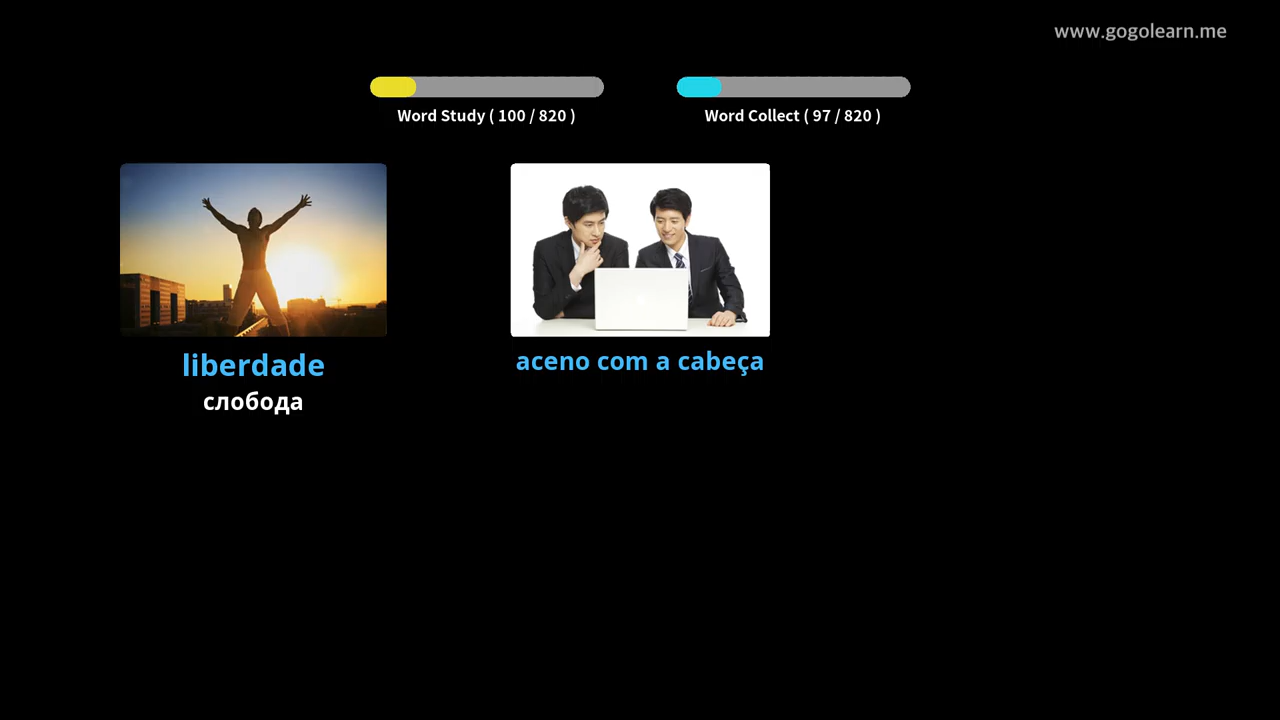 www.gogolearn.me
Word Study ( 100 / 820 )
Word Collect ( 97 / 820 )
liberdade
слобода
aceno com a cabeça